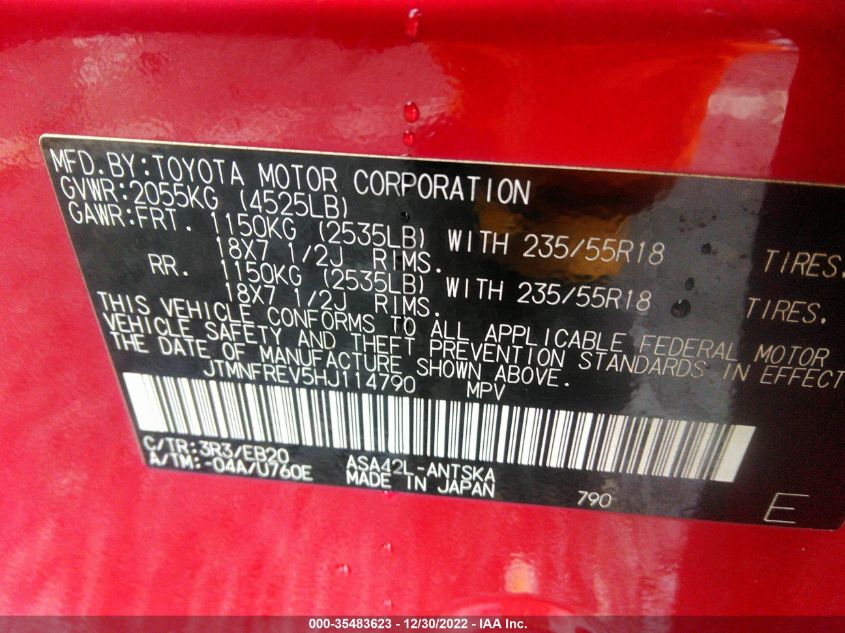 MFD.BY:TOYOTA MOTOR CORPORATION
GVWR:2055KG (4525LB)
GAWR:FRT. 1150KG (2535LB) WITH 235/55R18 TIRES.
18X7 1/2J RIMS.
RR. 1150KG (2535LB) WITH 235/55R18 TIRES.
18X7 1/2J RIMS.
THIS VEHICLE CONFORMS TO ALL APPLICABLE FEDERAL MOTOR
VEHICLE SAFETY AND THEFT PREVENTION STANDARDS IN EFFECT
THE DATE OF MANUFACTURE SHOWN ABOVE.
JTMNFREV5HJ114790 MPV
C/TR:3R3/EB20 ASA42L-ANTSKA
A/TM:-04A/U760E MADE IN JAPAN 790 E
000-35483623 - 12/30/2022 - IAA Inc.